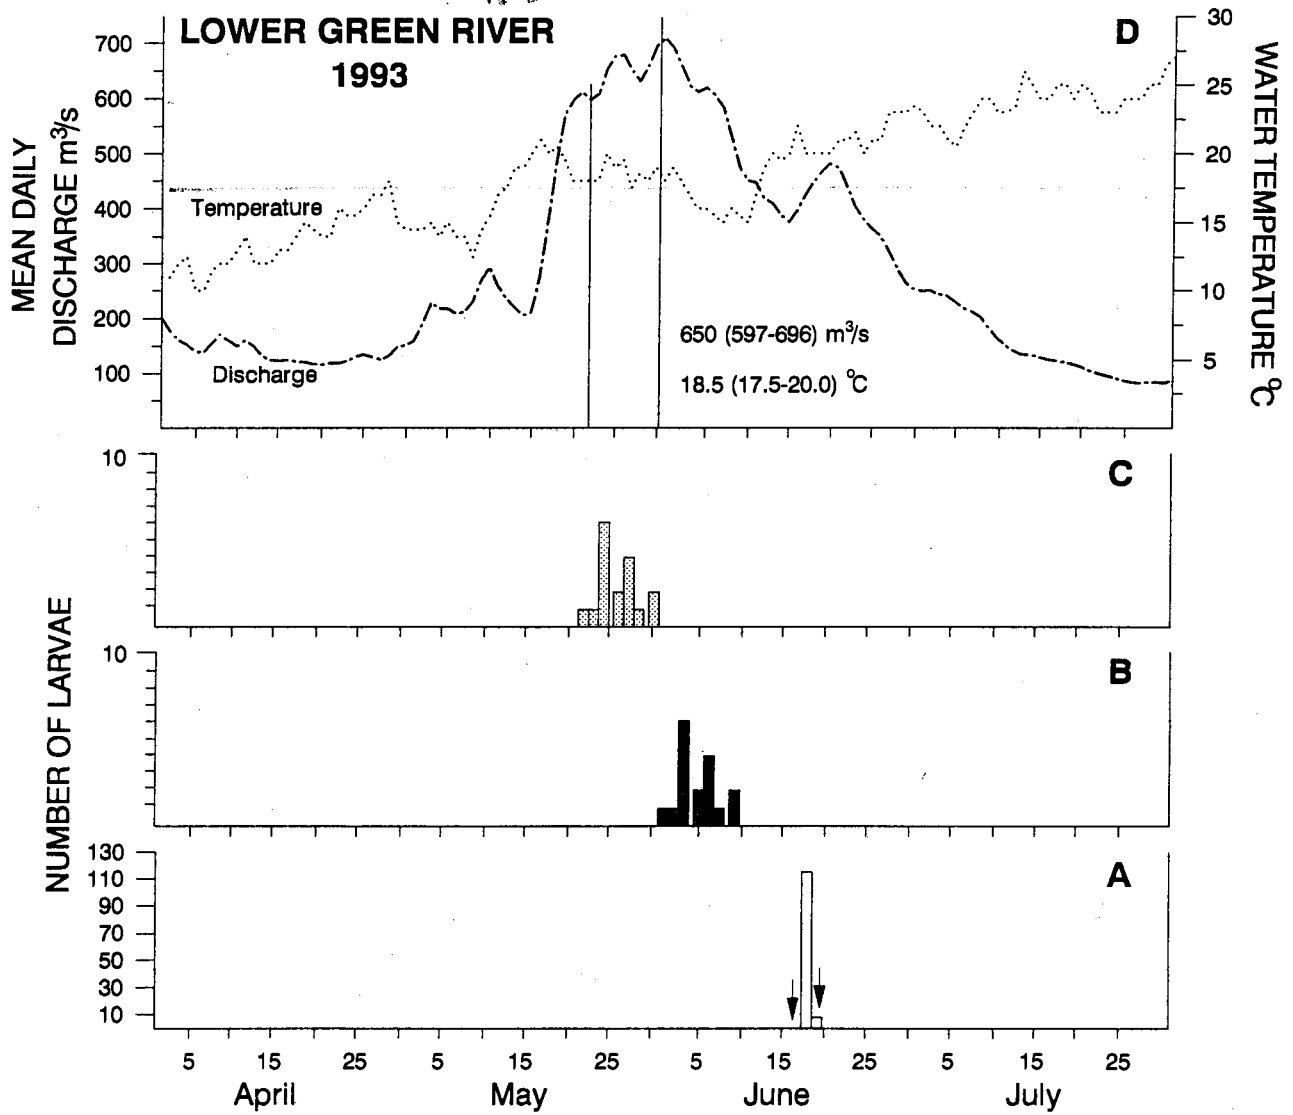 LOWER GREEN RIVER
1993
D
MEAN DAILY
DISCHARGE m³/s
700
600
500
400
300
200
100
Temperature
Discharge
650 (597-696) m³/s
18.5 (17.5-20.0) °C
30
25
20
15
10
5
WATER TEMPERATURE °C
10
C
NUMBER OF LARVAE
10
B
130
110
90
70
50
30
10
A
5 15 25 5 15 25 5 15 25 5 15 25
April May June July